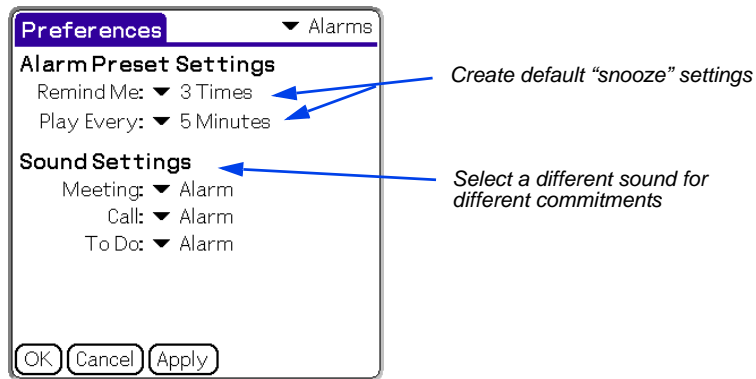 Preferences
Alarms
Alarm Preset Settings
Remind Me: 3 Times
Play Every: 5 Minutes
Sound Settings
Meeting: Alarm
Call: Alarm
To Do: Alarm
OK Cancel Apply
Create default “snooze” settings
Select a different sound for
different commitments